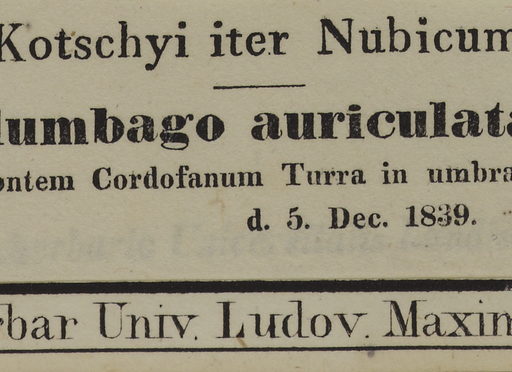 Kotschyi iter Nubicum
lumbago auriculata
ontem Cordofanum Turra in umbra
d. 5. Dec. 1839.
rbar Univ. Ludov. Maxim